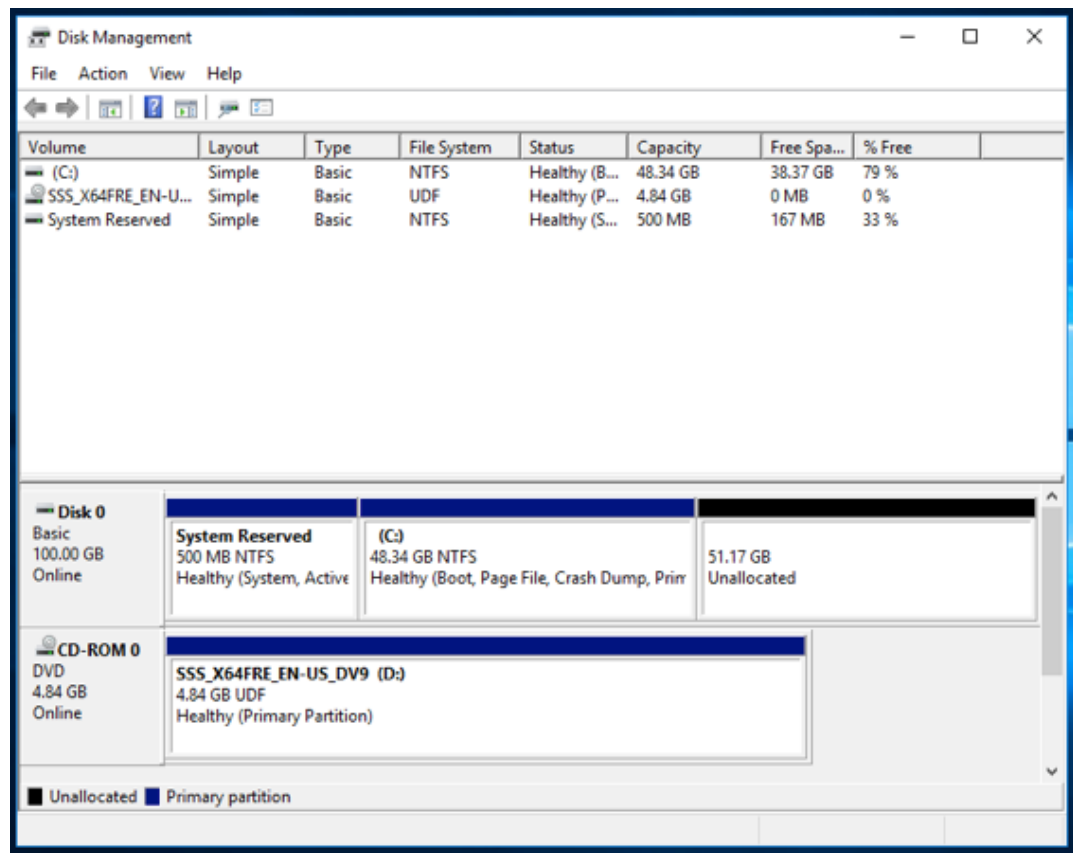 Disk Management
File Action View Help
Volume Layout Type File System Status Capacity Free Spa... % Free
(C:) Simple Basic NTFS Healthy (B... 48.34 GB 38.37 GB 79 %
SSS_X64FRE_EN-U... Simple Basic UDF Healthy (P... 4.84 GB 0 MB 0 %
System Reserved Simple Basic NTFS Healthy (S... 500 MB 167 MB 33 %
Disk 0
Basic
100.00 GB
Online
System Reserved
500 MB NTFS
Healthy (System, Active
(C:)
48.34 GB NTFS
Healthy (Boot, Page File, Crash Dump, Prim
51.17 GB
Unallocated
CD-ROM 0
DVD
4.84 GB
Online
SSS_X64FRE_EN-US_DV9 (D:)
4.84 GB UDF
Healthy (Primary Partition)
Unallocated Primary partition